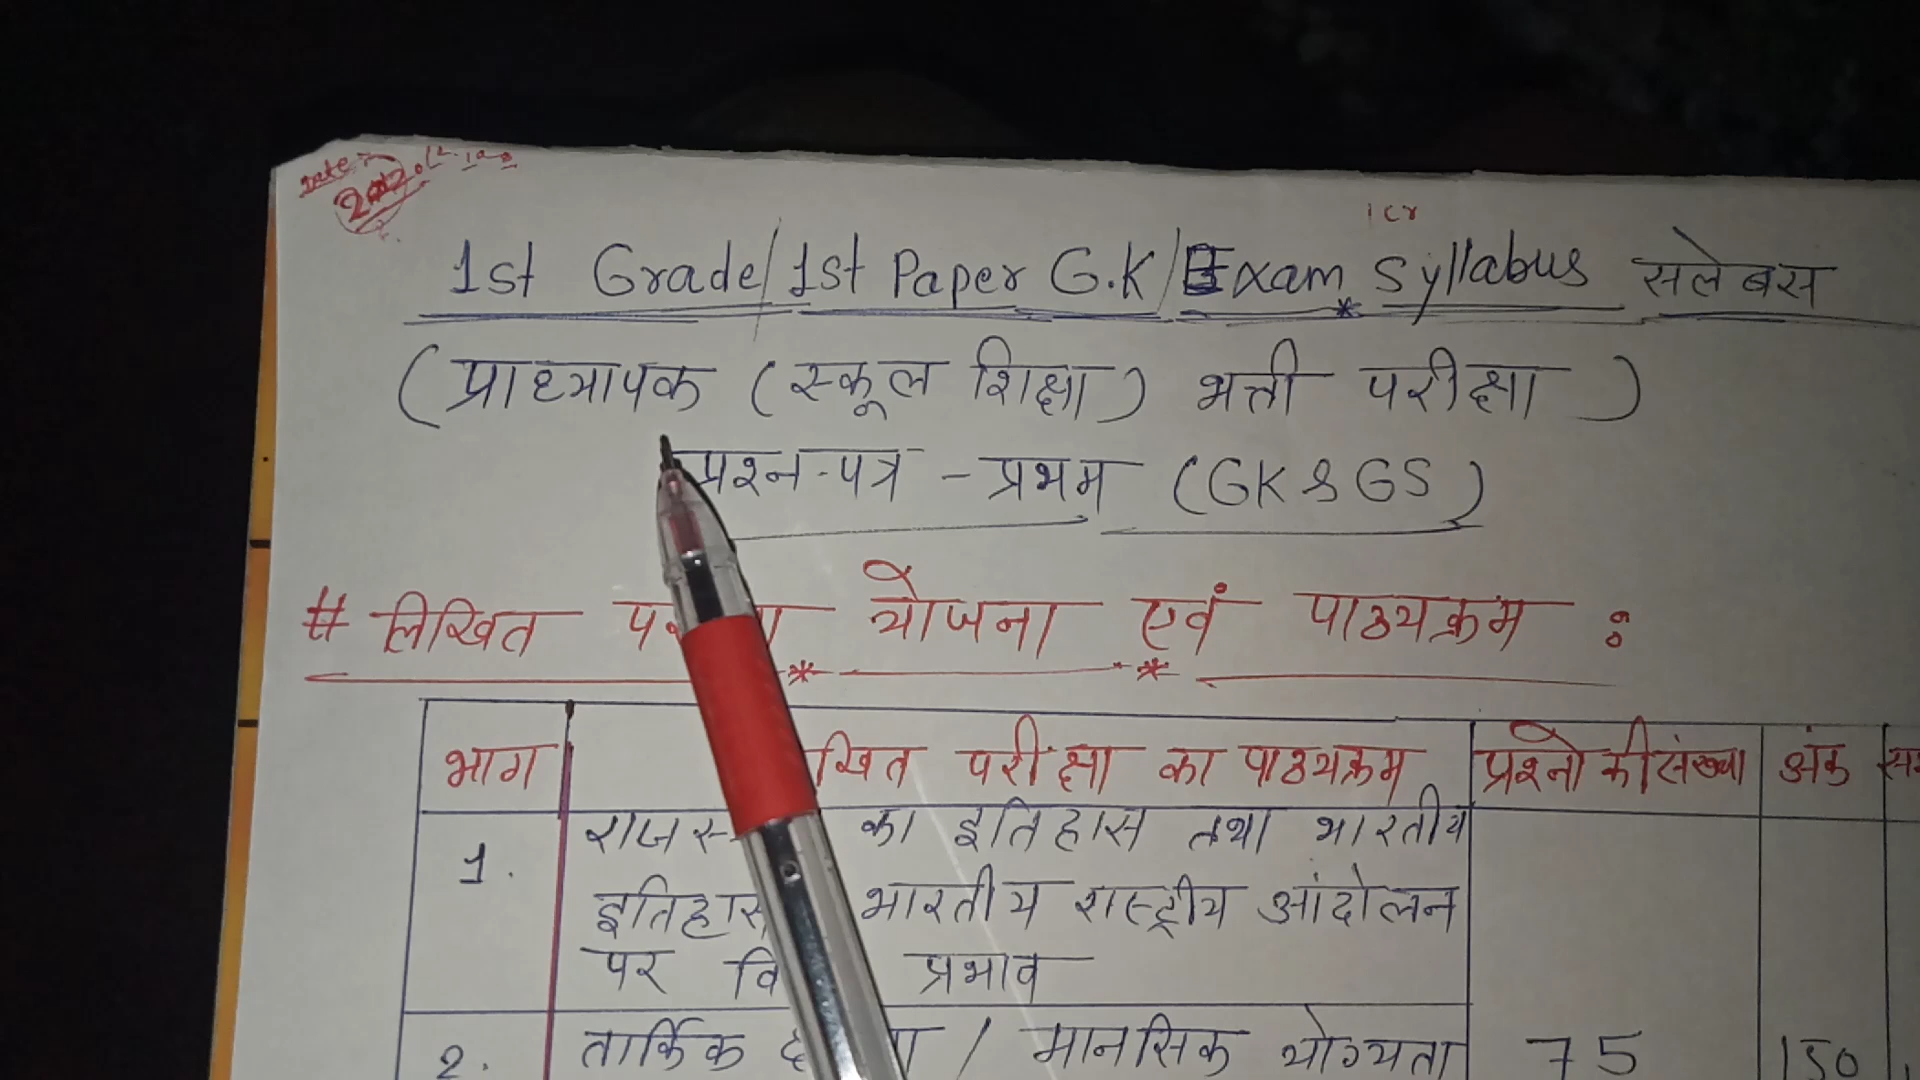 1st Grade/1st Paper G.K/Exam Syllabus सलेबस
(प्राध्यापक (स्कूल शिक्षा) भर्ती परीक्षा)
प्रश्न-पत्र - प्रथम (GK & GS)
# लिखित योजना एवं पाठ्यक्रम :
भाग परीक्षा का पाठ्यक्रम प्रश्नों की संख्या अंक
1. का इतिहास तथा भारतीय
इतिहास भारतीय राष्ट्रीय आंदोलन
पर प्रभाव
2. तार्किक / मानसिक योग्यता 75 150